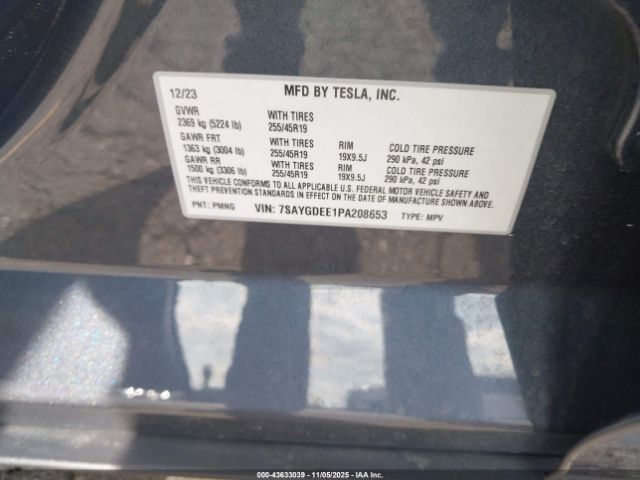 12/23 MFD BY TESLA, INC.
GVWR WITH TIRES
2369 kg (5224 lb) 255/45R19
GAWR FRT WITH TIRES RIM COLD TIRE PRESSURE
1363 kg (3004 lb) 255/45R19 19X9.5J 290 kPa, 42 psi
GAWR RR WITH TIRES RIM COLD TIRE PRESSURE
1500 kg (3306 lb) 255/45R19 19X9.5J 290 kPa, 42 psi
THIS VEHICLE CONFORMS TO ALL APPLICABLE U.S. FEDERAL MOTOR VEHICLE SAFETY AND
THEFT PREVENTION STANDARDS IN EFFECT ON THE DATE OF MANUFACTURE SHOWN ABOVE.
PNT: PMNG VIN: 7SAYGDEE1PA208653 TYPE: MPV
000-43633039 - 11/05/2025 - IAA Inc.